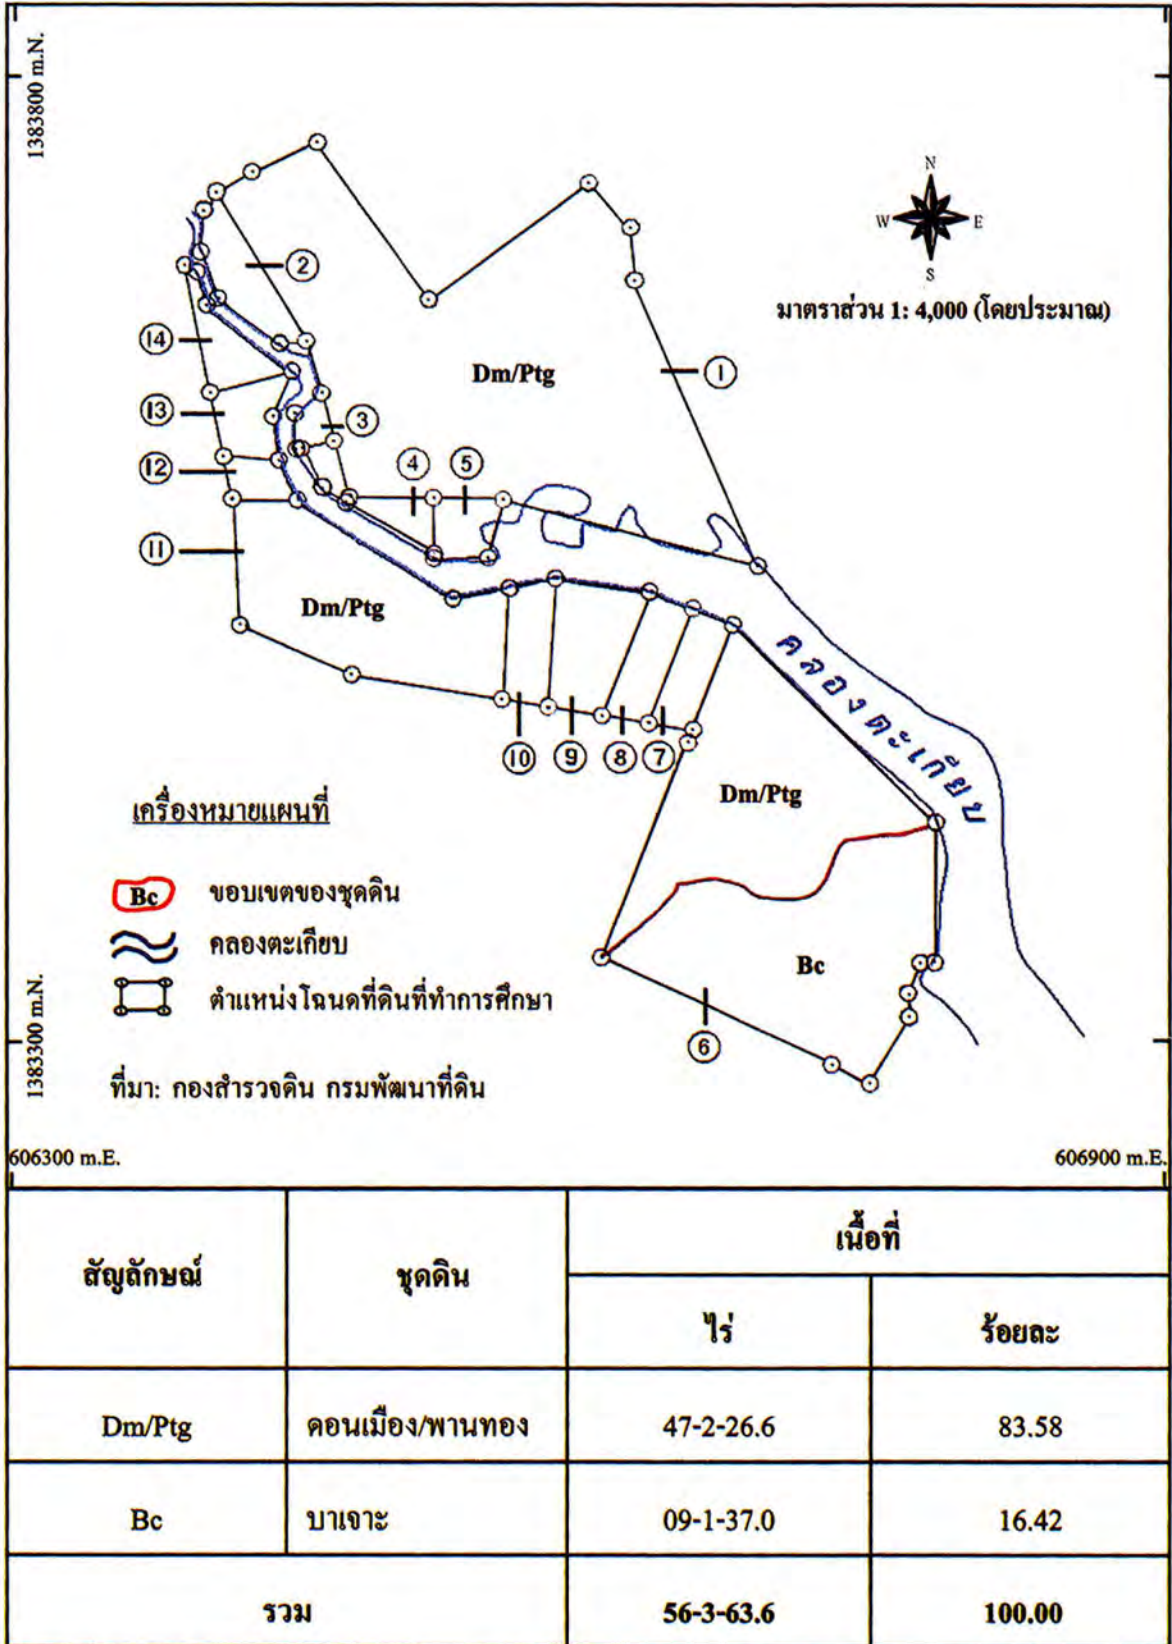 1383800 m.N.
N
W E
S
มาตราส่วน 1: 4,000 (โดยประมาณ)
2
14
Dm/Ptg
1
13
3
12
4
5
11
Dm/Ptg
คลองตะเกียบ
10
9
8
7
Dm/Ptg
เครื่องหมายแผนที่
Bc ขอบเขตของชุดดิน
คลองตะเกียบ
Bc
ตำแหน่งโฉนดที่ดินที่ทำการศึกษา
6
1383300 m.N.
ที่มา: กองสำรวจดิน กรมพัฒนาที่ดิน
606300 m.E. 606900 m.E.
สัญลักษณ์ ชุดดิน เนื้อที่
ไร่ ร้อยละ
Dm/Ptg ดอนเมือง/พานทอง 47-2-26.6 83.58
Bc บาเจาะ 09-1-37.0 16.42
รวม 56-3-63.6 100.00